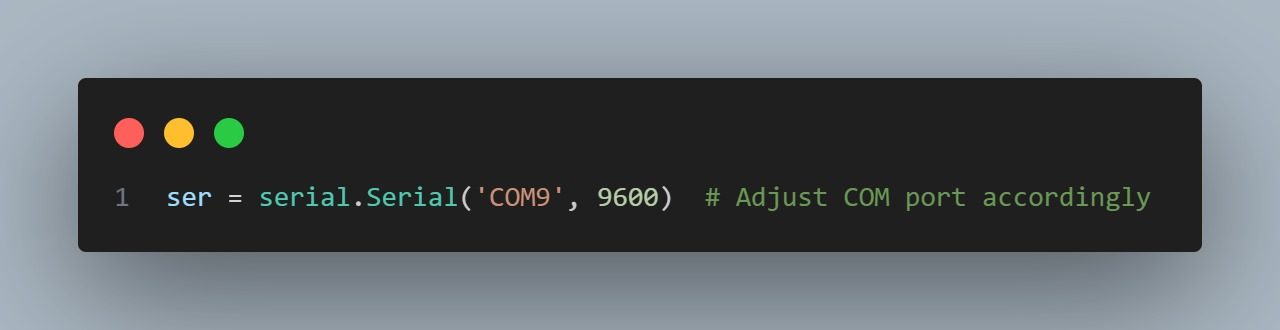 1 ser = serial.Serial('COM9', 9600)  # Adjust COM port accordingly